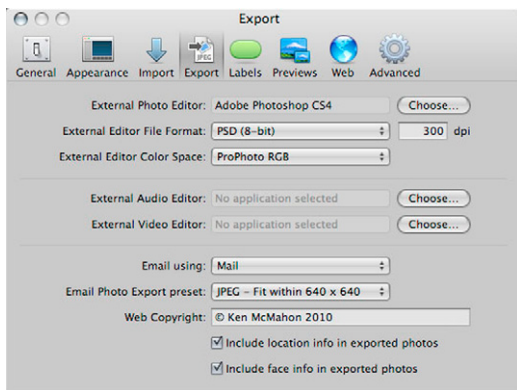 Export
JPEG
General Appearance Import Export Labels Previews Web Advanced
External Photo Editor: Adobe Photoshop CS4 Choose...
External Editor File Format: PSD (8-bit) 300 dpi
External Editor Color Space: ProPhoto RGB
External Audio Editor: No application selected Choose...
External Video Editor: No application selected Choose...
Email using: Mail
Email Photo Export preset: JPEG – Fit within 640 x 640
Web Copyright: © Ken McMahon 2010
Include location info in exported photos
Include face info in exported photos